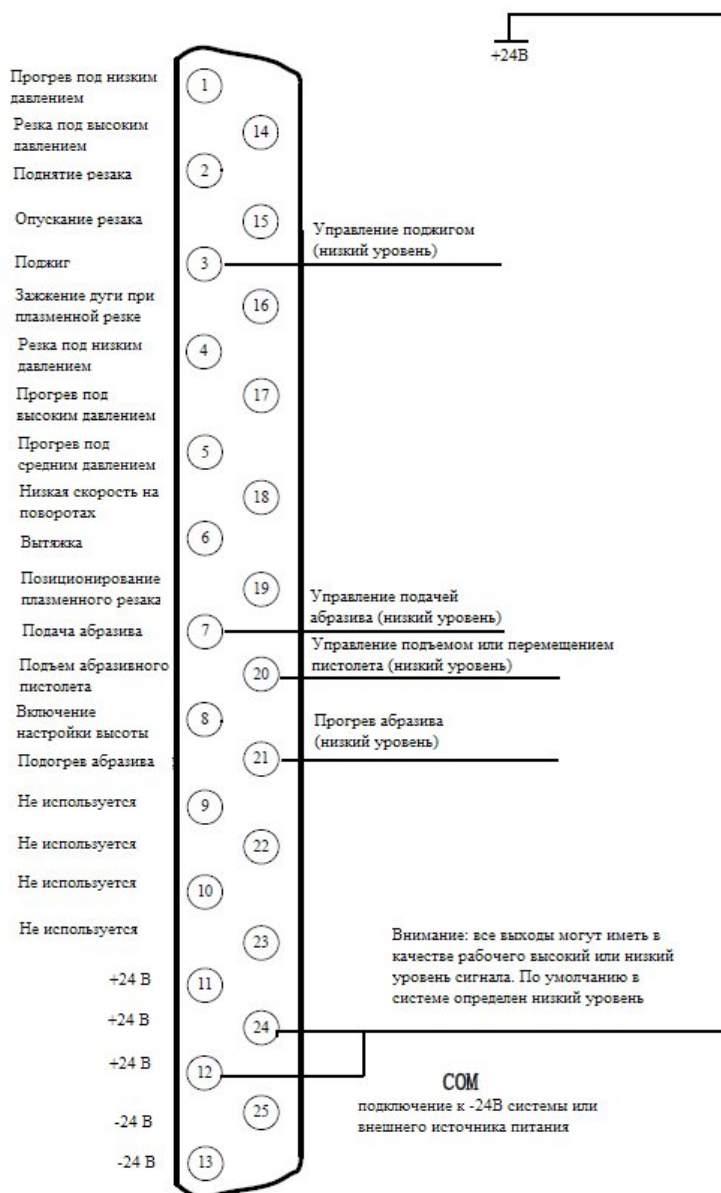 +24В
Прогрев под низким
давлением
1
Резка под высоким
давлением
14
Поднятие резака
2
Опускание резака
15
Управление поджигом
(низкий уровень)
Поджиг
3
Зажжение дуги при
плазменной резке
16
Резка под низким
давлением
4
Прогрев под
высоким давлением
17
Прогрев под
средним давлением
5
Низкая скорость на
поворотах
18
Вытяжка
6
Позиционирование
плазменного резака
19
Управление подачей
абразива (низкий уровень)
Подача абразива
7
Управление подъемом или перемещением
пистолета (низкий уровень)
Подъем абразивного
пистолета
20
Включение
настройки высоты
8
Прогрев абразива
(низкий уровень)
Подогрев абразива
21
Не используется
9
Не используется
22
Не используется
10
Не используется
23
Внимание: все выходы могут иметь в
качестве рабочего высокий или низкий
уровень сигнала. По умолчанию в
системе определен низкий уровень
+24 В
11
+24 В
24
+24 В
12
COM
подключение к -24В системы или
внешнего источника питания
-24 В
25
-24 В
13